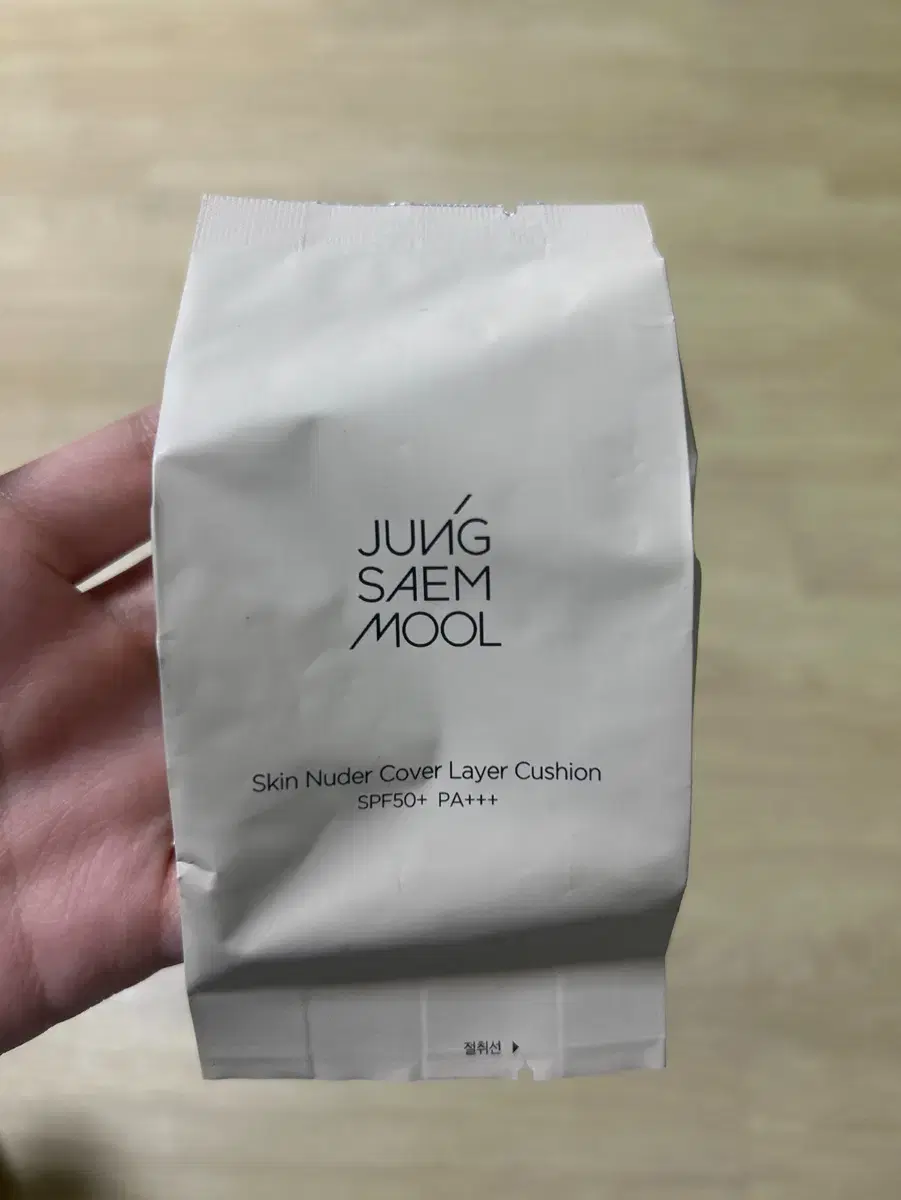 JUNG
SAEM
MOOL
Skin Nuder Cover Layer Cushion
SPF50+ PA+++
절취선 ▶